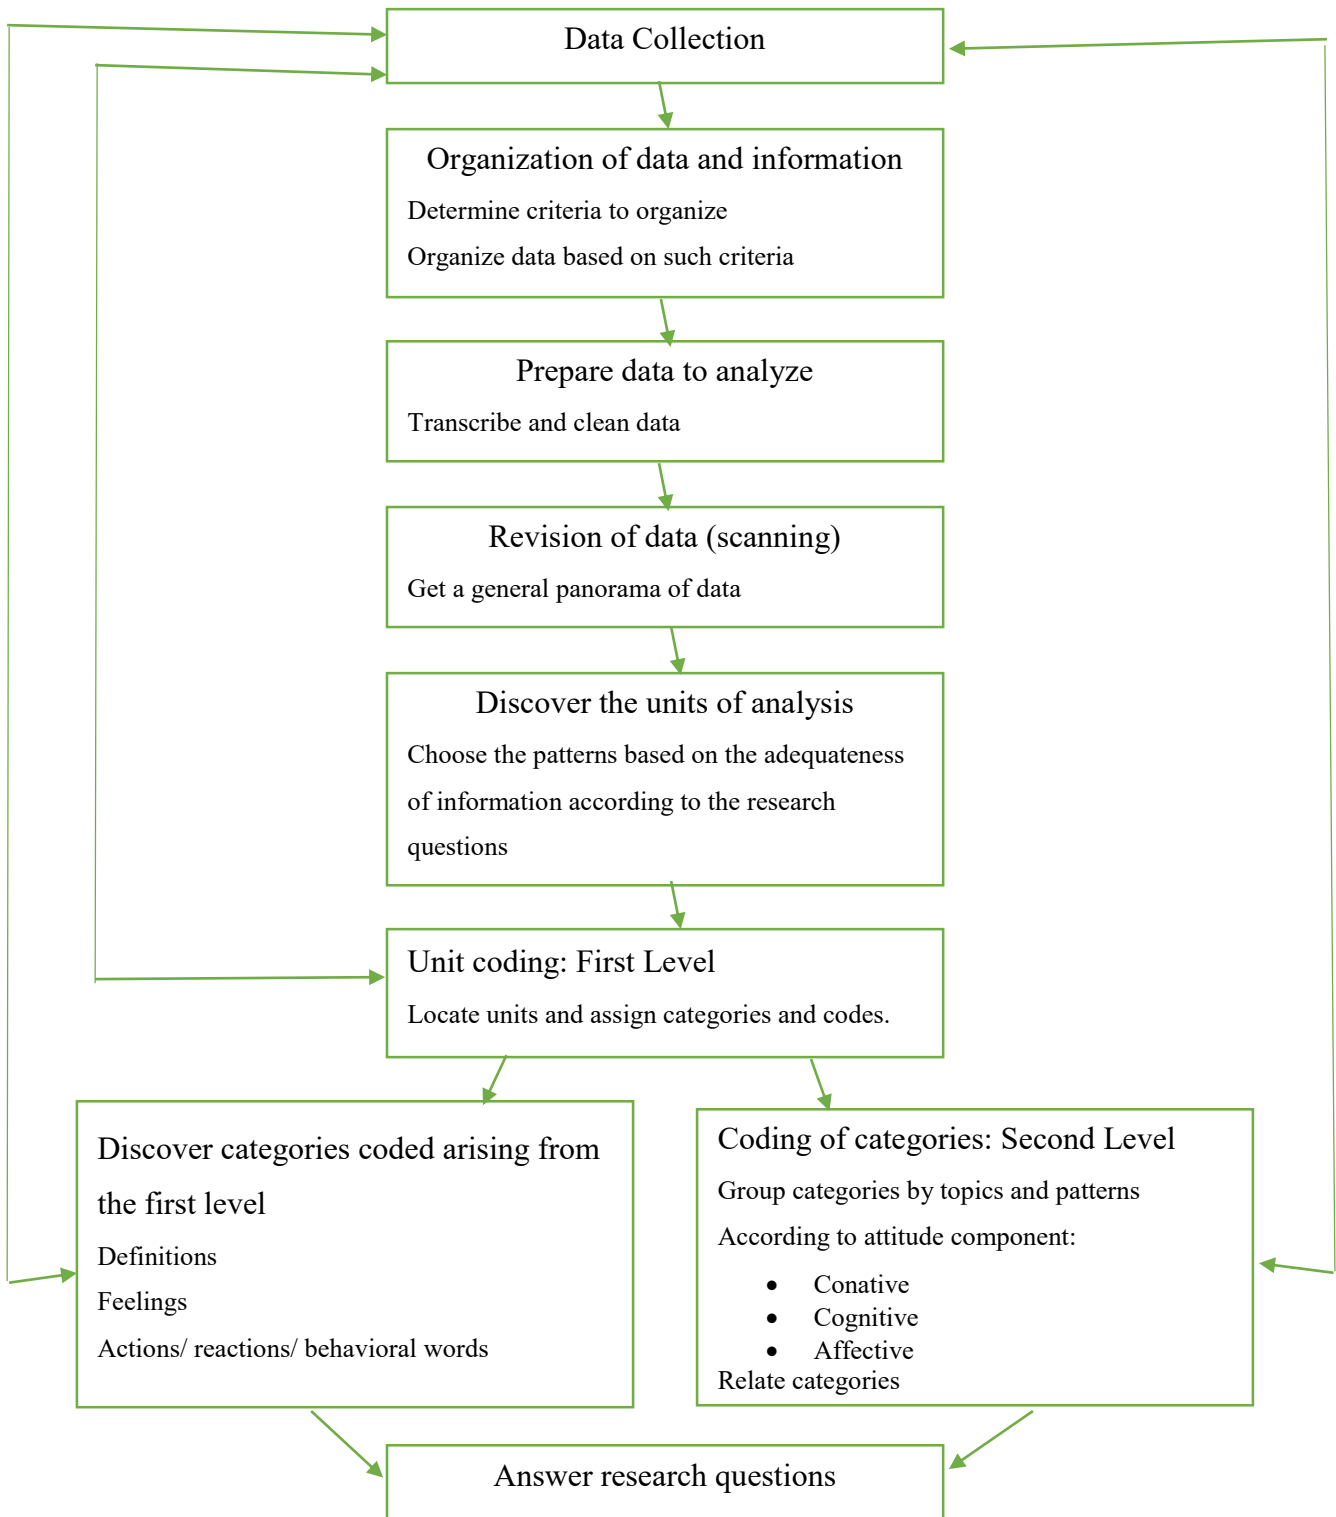 Data Collection
Organization of data and information
Determine criteria to organize
Organize data based on such criteria
Prepare data to analyze
Transcribe and clean data
Revision of data (scanning)
Get a general panorama of data
Discover the units of analysis
Choose the patterns based on the adequateness
of information according to the research
questions
Unit coding: First Level
Locate units and assign categories and codes.
Discover categories coded arising from
the first level
Definitions
Feelings
Actions/ reactions/ behavioral words
Coding of categories: Second Level
Group categories by topics and patterns
According to attitude component:
• Conative
• Cognitive
• Affective
Relate categories
Answer research questions